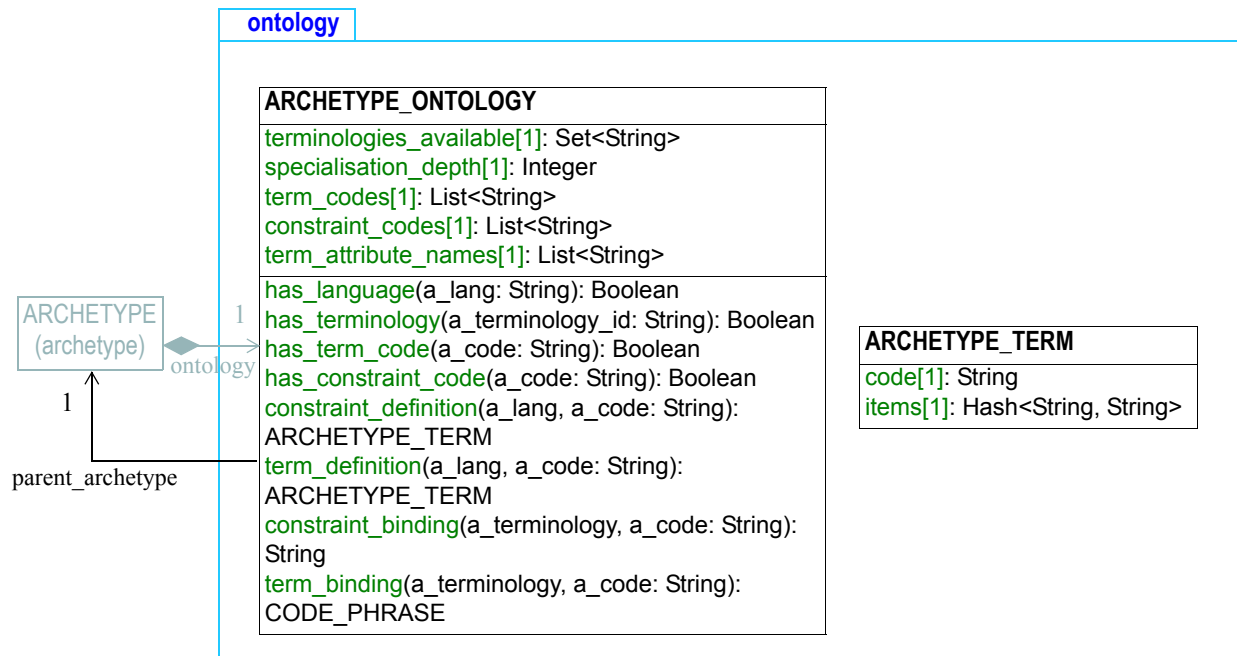 ontology
ARCHETYPE_ONTOLOGY
terminologies_available[1]: Set<String>
specialisation_depth[1]: Integer
term_codes[1]: List<String>
constraint_codes[1]: List<String>
term_attribute_names[1]: List<String>
has_language(a_lang: String): Boolean
has_terminology(a_terminology_id: String): Boolean
has_term_code(a_code: String): Boolean
has_constraint_code(a_code: String): Boolean
constraint_definition(a_lang, a_code: String):
ARCHETYPE_TERM
term_definition(a_lang, a_code: String):
ARCHETYPE_TERM
constraint_binding(a_terminology, a_code: String):
String
term_binding(a_terminology, a_code: String):
CODE_PHRASE
ARCHETYPE
(archetype)
1
ontology
1
parent_archetype
ARCHETYPE_TERM
code[1]: String
items[1]: Hash<String, String>